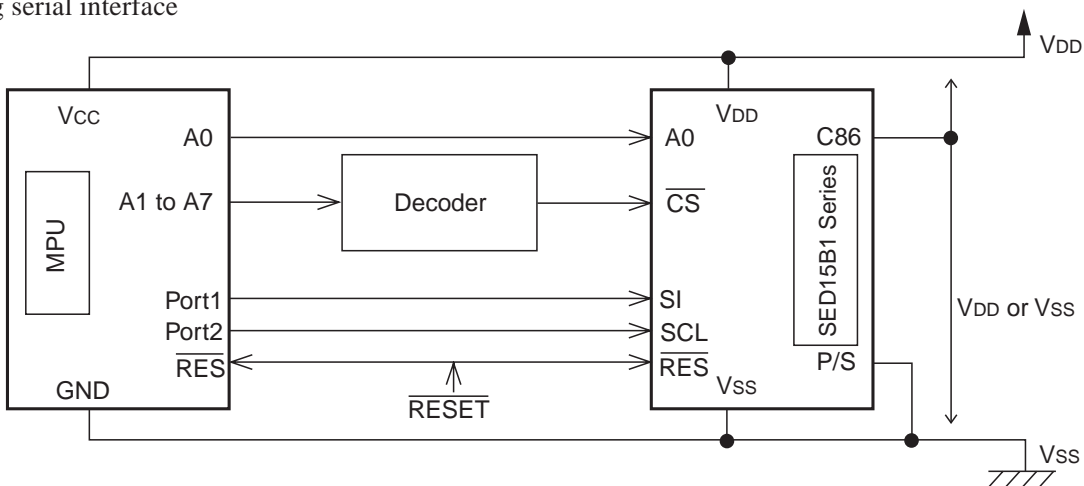 serial interface
VDD
VCC
VDD
A0
A0
C86
A1 to A7
Decoder
CS
MPU
SED15B1 Series
Port1
SI
VDD or VSS
Port2
SCL
RES
RES
P/S
GND
RESET
VSS
VSS